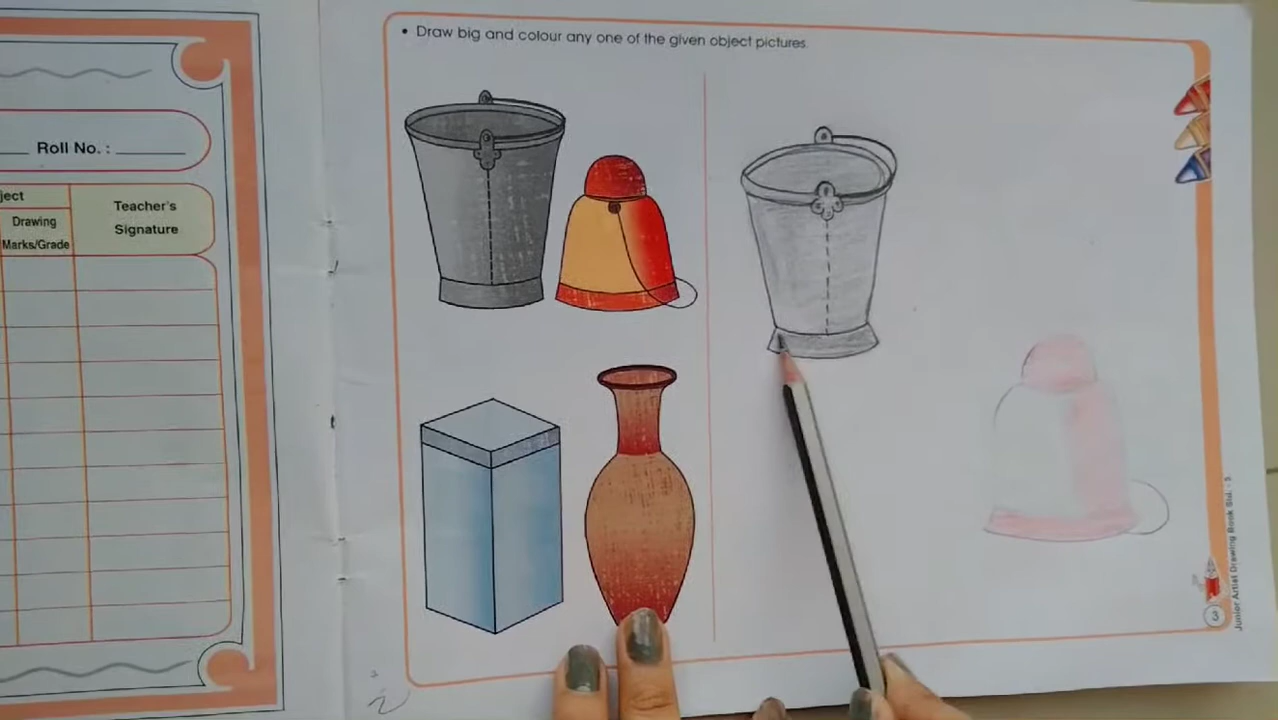 • Draw big and colour any one of the given object pictures.
Roll No. :
ject
Drawing
Marks/Grade
Teacher's
Signature
Junior Artist Drawing Book Std. - 3
3